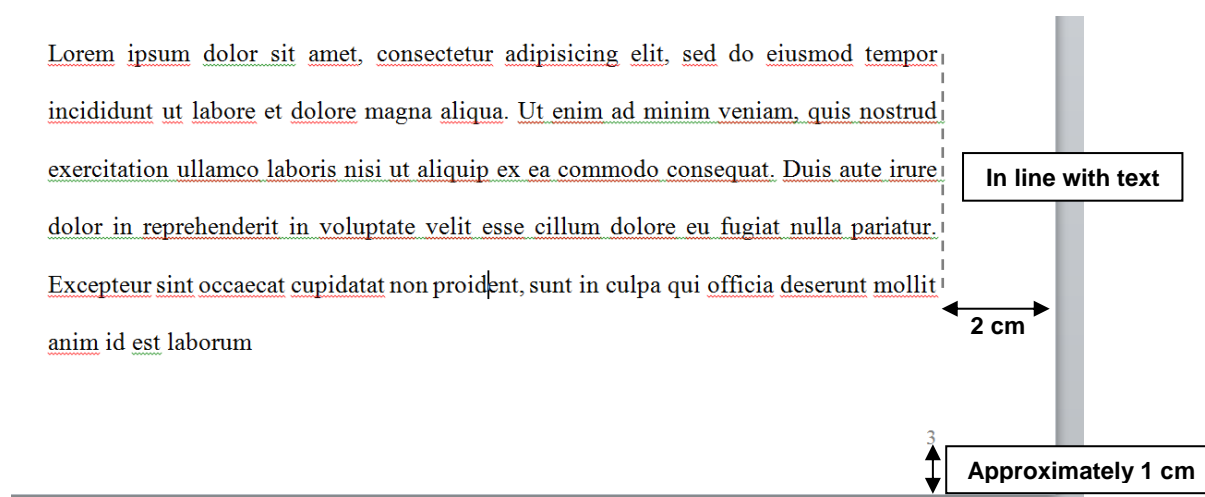 Lorem ipsum dolor sit amet, consectetur adipisicing elit, sed do eiusmod tempor
incididunt ut labore et dolore magna aliqua. Ut enim ad minim veniam, quis nostrud
exercitation ullamco laboris nisi ut aliquip ex ea commodo consequat. Duis aute irure
In line with text
dolor in reprehenderit in voluptate velit esse cillum dolore eu fugiat nulla pariatur.
Excepteur sint occaecat cupidatat non proident, sunt in culpa qui officia deserunt mollit
2 cm
anim id est laborum
3
Approximately 1 cm